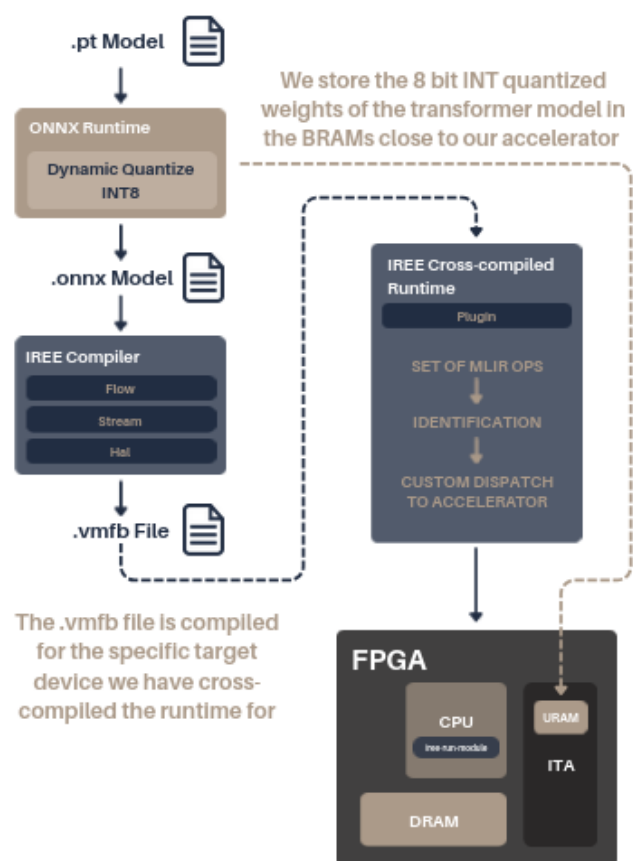 .pt Model
We store the 8 bit INT quantized
weights of the transformer model in
the BRAMs close to our accelerator
ONNX Runtime
Dynamic Quantize
INT8
.onnx Model
IREE Compiler
Flow
Stream
Hal
.vmfb File
IREE Cross-compiled
Runtime
Plugin
SET OF MLIR OPS
IDENTIFICATION
CUSTOM DISPATCH
TO ACCELERATOR
The .vmfb file is compiled
for the specific target
device we have cross-
compiled the runtime for
FPGA
CPU
iree-run-module
URAM
ITA
DRAM